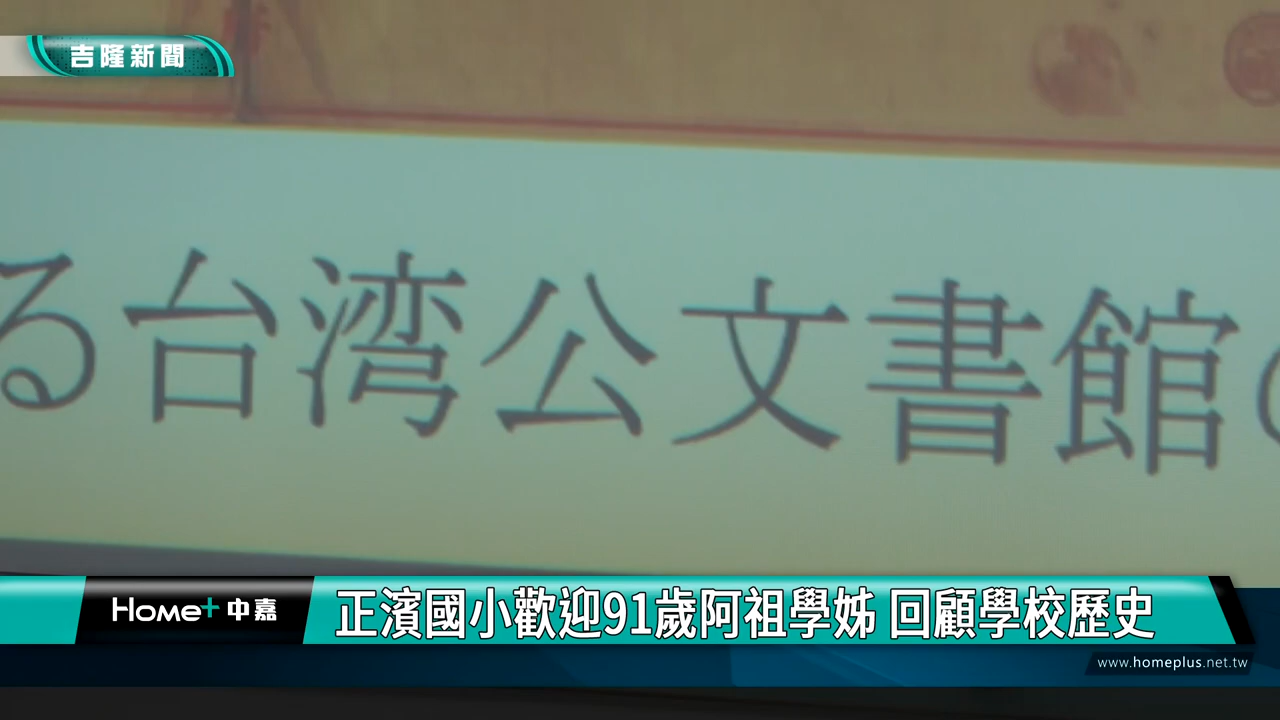 吉隆新聞
る台湾公文書館
Home+中嘉
正濱國小歡迎91歲阿祖學姊 回顧學校歷史
www.homeplus.net.tw